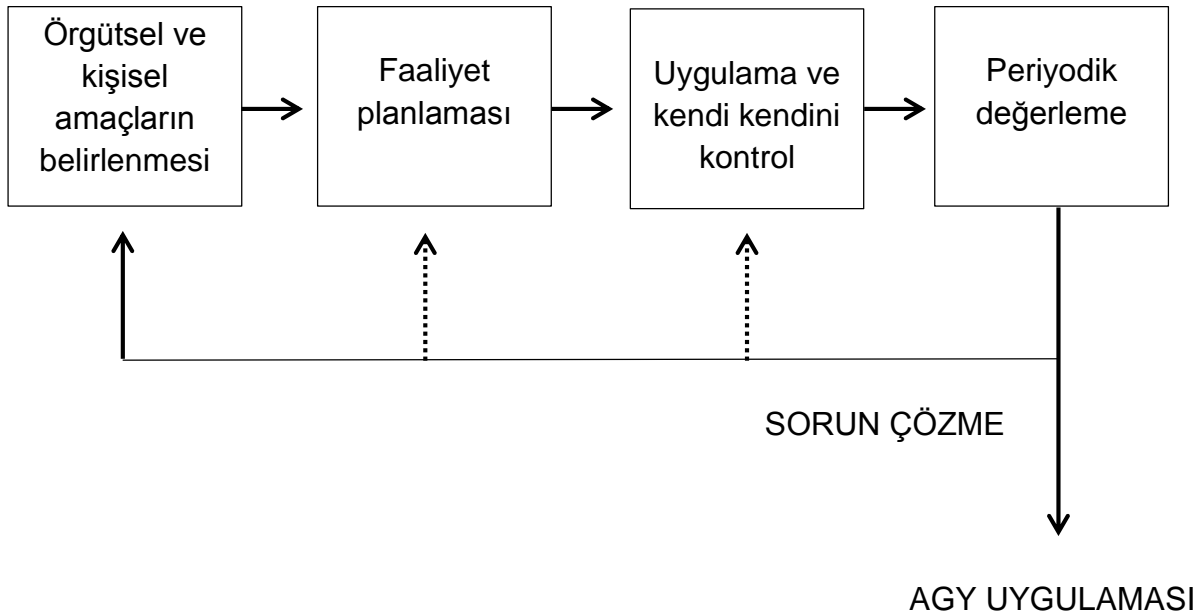 Örgütsel ve
kişisel
amaçların
belirlenmesi
Faaliyet
planlaması
Uygulama ve
kendi kendini
kontrol
Periyodik
değerleme
SORUN ÇÖZME
AGY UYGULAMASI